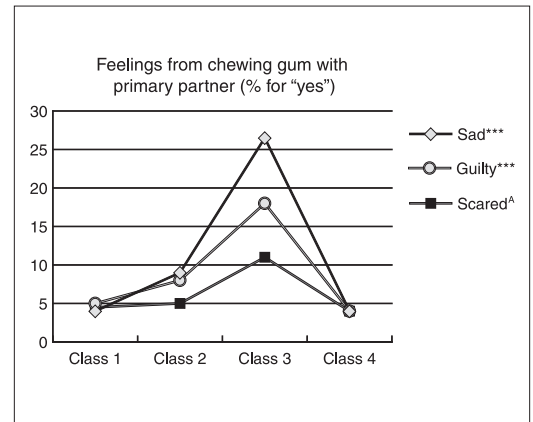 Feelings from chewing gum with
primary partner (% for “yes”)
30
25
20
15
10
5
0
Class 1 Class 2 Class 3 Class 4
Sad***
Guilty***
Scaredᴬ